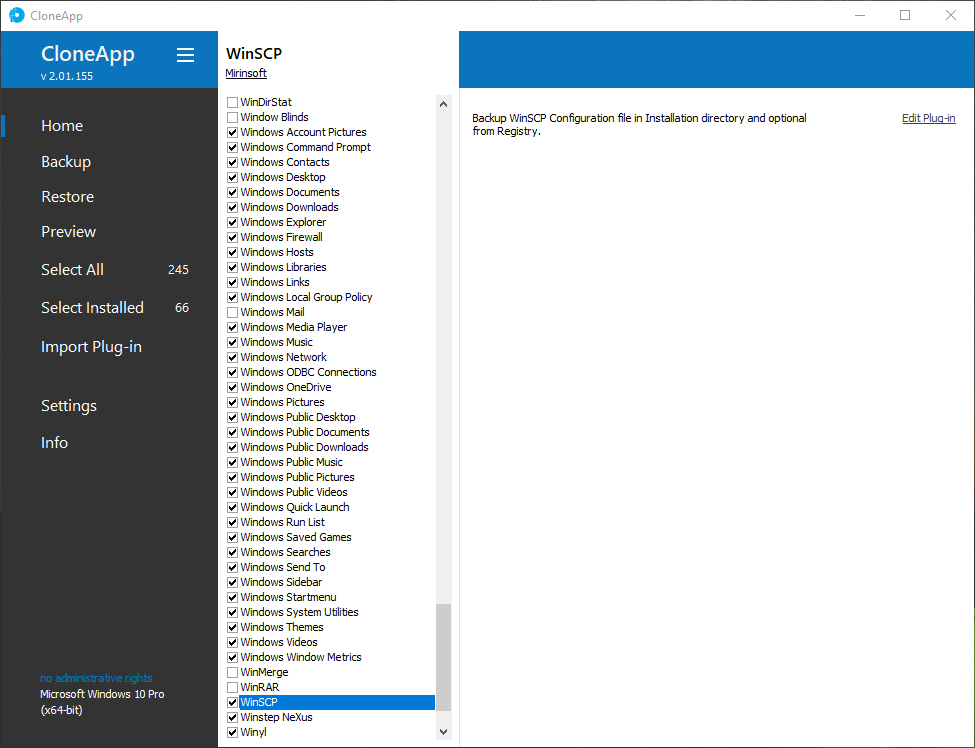 CloneApp
CloneApp
v 2.01.155
Home
Backup
Restore
Preview
Select All 245
Select Installed 66
Import Plug-in
Settings
Info
no administrative rights
Microsoft Windows 10 Pro
(x64-bit)
WinSCP
Mirinsoft
WinDirStat
Window Blinds
Windows Account Pictures
Windows Command Prompt
Windows Contacts
Windows Desktop
Windows Documents
Windows Downloads
Windows Explorer
Windows Firewall
Windows Hosts
Windows Libraries
Windows Links
Windows Local Group Policy
Windows Mail
Windows Media Player
Windows Music
Windows Network
Windows ODBC Connections
Windows OneDrive
Windows Pictures
Windows Public Desktop
Windows Public Documents
Windows Public Downloads
Windows Public Music
Windows Public Pictures
Windows Public Videos
Windows Quick Launch
Windows Run List
Windows Saved Games
Windows Searches
Windows Send To
Windows Sidebar
Windows Startmenu
Windows System Utilities
Windows Themes
Windows Videos
Windows Window Metrics
WinMerge
WinRAR
WinSCP
Winstep NeXus
Winyl
Backup WinSCP Configuration file in Installation directory and optional
from Registry.
Edit Plug-in